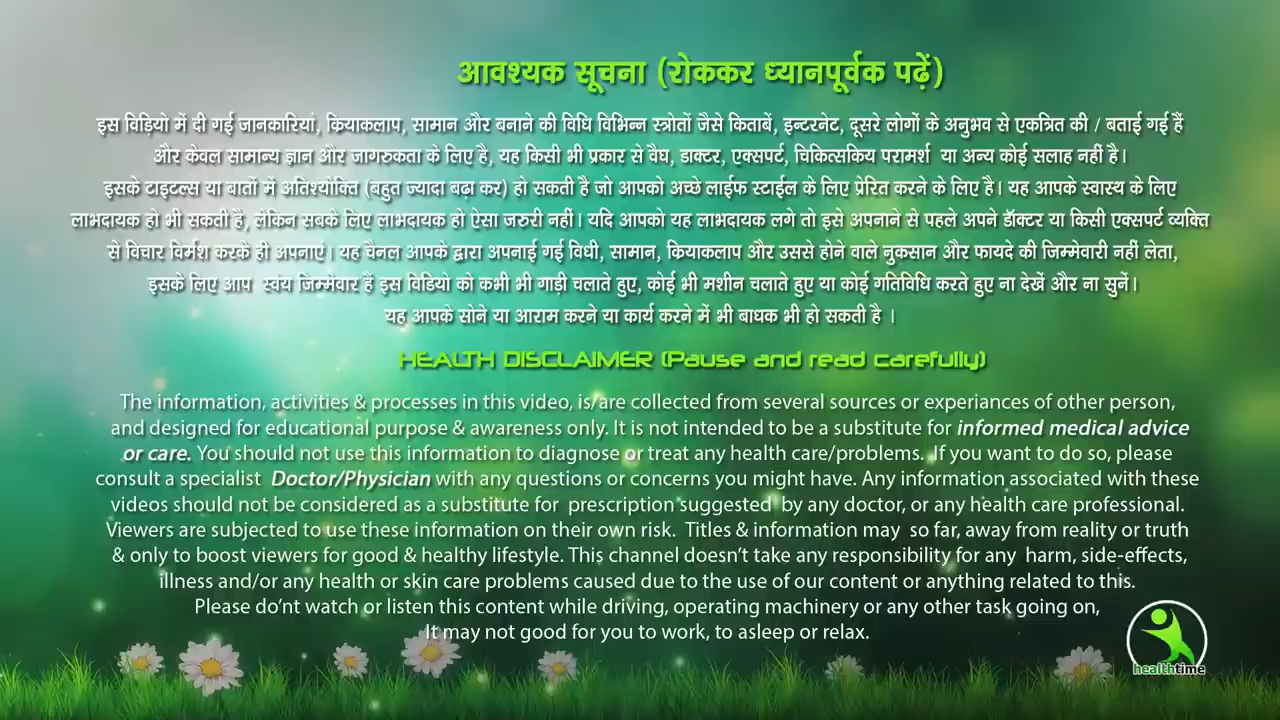 आवश्यक सूचना (रोककर ध्यानपूर्वक पढ़ें)
इस विड़ियो में दी गई जानकारियां, क्रियाकलाप, सामान और बनाने की विधि विभिन्न स्त्रोतों जैसे किताबें, इन्टरनेट, दूसरे लोगों के अनुभव से एकत्रित की / बताई गई हैं
और केवल सामान्य ज्ञान और जागरुकता के लिए है, यह किसी भी प्रकार से वैघ, डाक्टर, एक्सपर्ट, चिकित्सकिय परामर्श या अन्य कोई सलाह नहीं है।
इसके टाइटल्स या बातों में अतिश्योक्ति (बहुत ज्यादा बढ़ा कर) हो सकती है जो आपको अच्छे लाईफ स्टाईल के लिए प्रेरित करने के लिए है। यह आपके स्वास्थ के लिए
लाभदायक हो भी सकती है, लेकिन सबके लिए लाभदायक हो ऐसा जरुरी नहीं। यदि आपको यह लाभदायक लगे तो इसे अपनाने से पहले अपने डॉक्टर या किसी एक्सपर्ट व्यक्ति
से विचार विर्मश करके ही अपनाएं। यह चैनल आपके द्वारा अपनाई गई विधी, सामान, क्रियाकलाप और उससे होने वाले नुकसान और फायदे की जिम्मेवारी नहीं लेता,
इसके लिए आप स्वंय जिम्मेवार हैं इस विडियो को कभी भी गाड़ी चलाते हुए, कोई भी मशीन चलाते हुए या कोई गतिविधि करते हुए ना देखें और ना सुनें।
यह आपके सोने या आराम करने या कार्य करने में भी बाधक भी हो सकती है ।
HEALTH DISCLAIMER (Pause and read carefully)
The information, activities & processes in this video, is/are collected from several sources or experiances of other person,
and designed for educational purpose & awareness only. It is not intended to be a substitute for informed medical advice
or care. You should not use this information to diagnose or treat any health care/problems. If you want to do so, please
consult a specialist Doctor/Physician with any questions or concerns you might have. Any information associated with these
videos should not be considered as a substitute for prescription suggested by any doctor, or any health care professional.
Viewers are subjected to use these information on their own risk. Titles & information may so far, away from reality or truth
& only to boost viewers for good & healthy lifestyle. This channel doesn't take any responsibility for any harm, side-effects,
illness and/or any health or skin care problems caused due to the use of our content or anything related to this.
Please do'nt watch or listen this content while driving, operating machinery or any other task going on,
It may not good for you to work, to asleep or relax.
healthtime